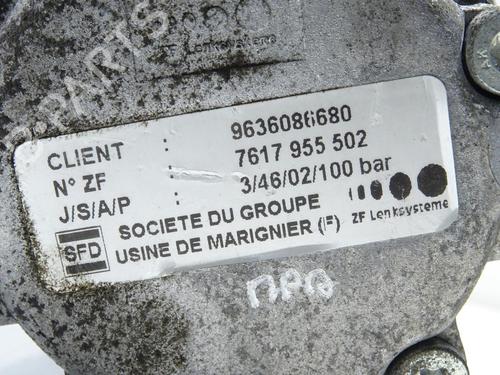 CLIENT : 9636086680
N° ZF : 7617 955 502
J/S/A/P : 3/46/02/100 bar
SFD SOCIETE DU GROUPE
USINE DE MARIGNIER (F) ZF Lenksysteme